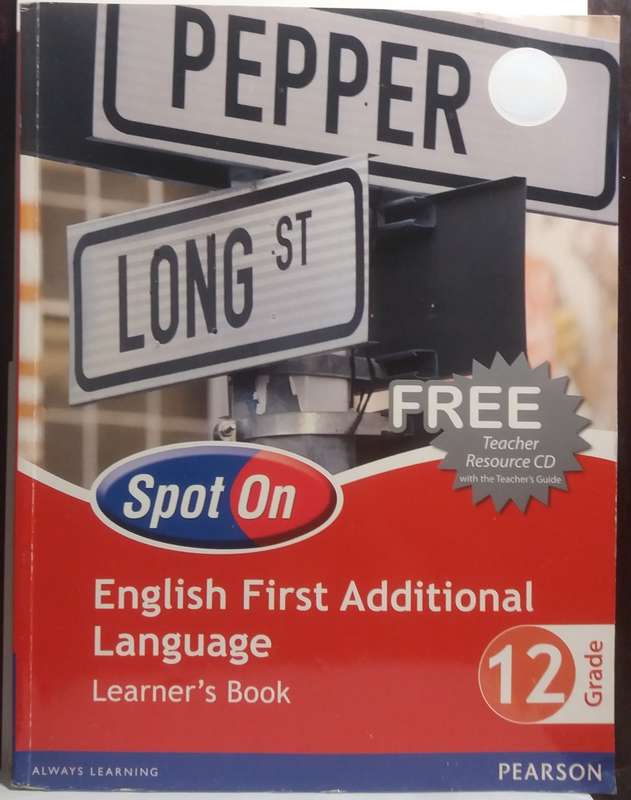 PEPPER
LONG ST
FREE
Teacher
Resource CD
with the Teacher's Guide
Spot On
English First Additional
Language
Learner's Book
12
Grade
ALWAYS LEARNING
PEARSON